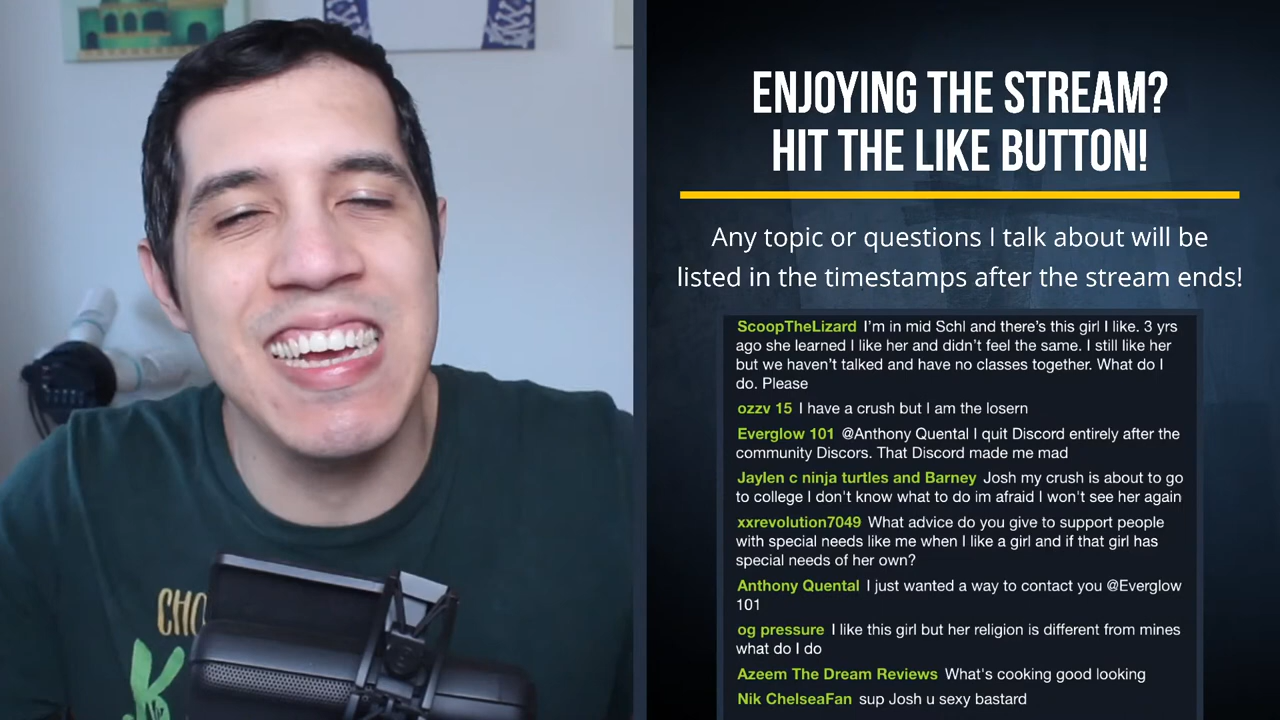 ENJOYING THE STREAM?
HIT THE LIKE BUTTON!
Any topic or questions I talk about will be
listed in the timestamps after the stream ends!
ScoopTheLizard I'm in mid Schl and there's this girl I like. 3 yrs
ago she learned I like her and didn't feel the same. I still like her
but we haven't talked and have no classes together. What do I
do. Please
ozzv 15 I have a crush but I am the losern
Everglow 101 @Anthony Quental I quit Discord entirely after the
community Discors. That Discord made me mad
Jaylen c ninja turtles and Barney Josh my crush is about to go
to college I don't know what to do im afraid I won't see her again
xxrevolution7049 What advice do you give to support people
with special needs like me when I like a girl and if that girl has
special needs of her own?
Anthony Quental I just wanted a way to contact you @Everglow
101
og pressure I like this girl but her religion is different from mines
what do I do
Azeem The Dream Reviews What's cooking good looking
Nik ChelseaFan sup Josh u sexy bastard